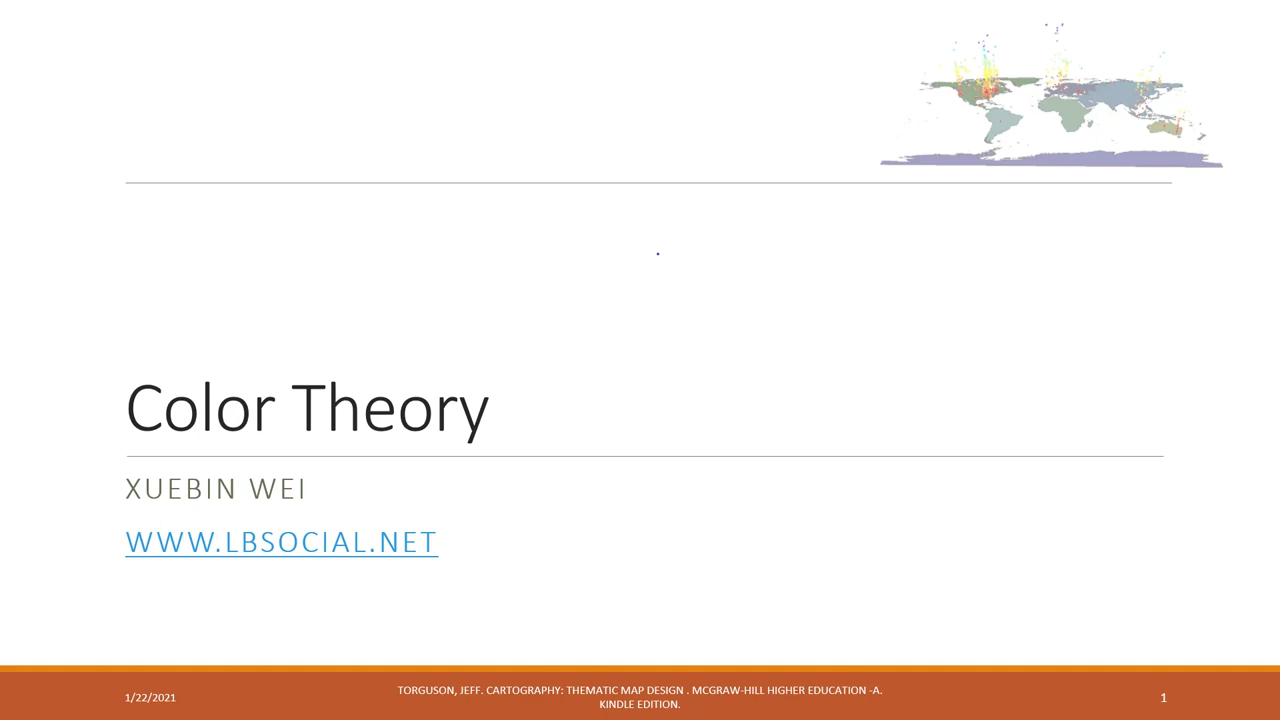 Color Theory
XUEBIN WEI
WWW.LBSOCIAL.NET
1/22/2021
TORGUSON, JEFF. CARTOGRAPHY: THEMATIC MAP DESIGN . MCGRAW-HILL HIGHER EDUCATION -A.
KINDLE EDITION.
1